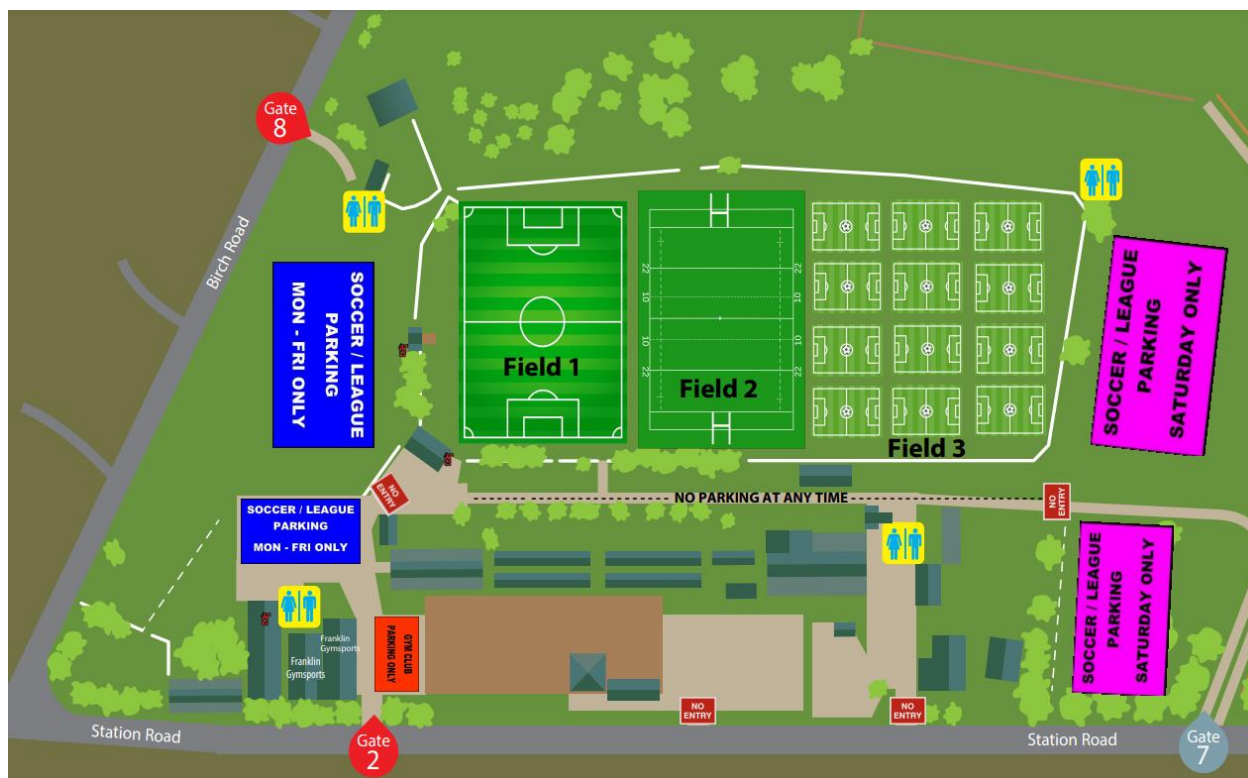 Gate
8
Birch Road
SOCCER / LEAGUE
PARKING
MON - FRI ONLY
Field 1
22
10
10
22
22
10
10
22
Field 2
Field 3
SOCCER / LEAGUE
PARKING
SATURDAY ONLY
NO
ENTRY
NO PARKING AT ANY TIME
NO
ENTRY
SOCCER / LEAGUE
PARKING
MON - FRI ONLY
SOCCER / LEAGUE
PARKING
SATURDAY ONLY
Franklin
Gymsports
Franklin
Gymsports
GYM CLUB
PARKING ONLY
NO
ENTRY
NO
ENTRY
Station Road
Gate
2
Station Road
Gate
7